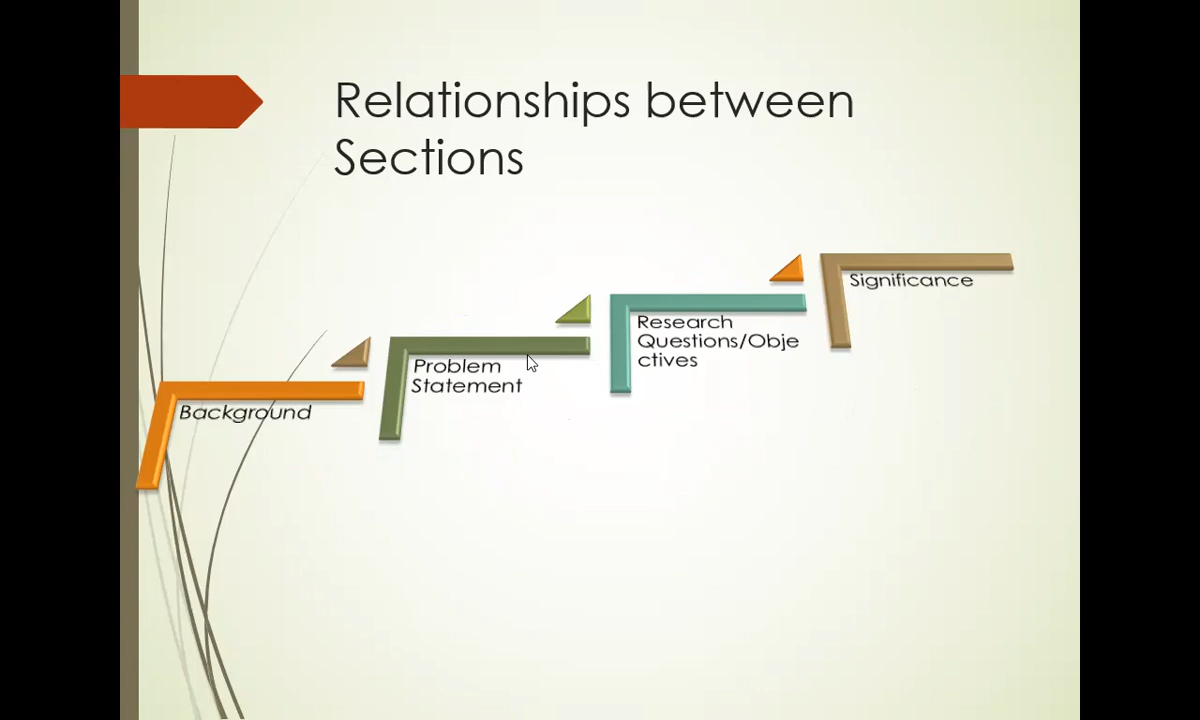 Relationships between
Sections
Background
Problem
Statement
Research
Questions/Obje
ctives
Significance